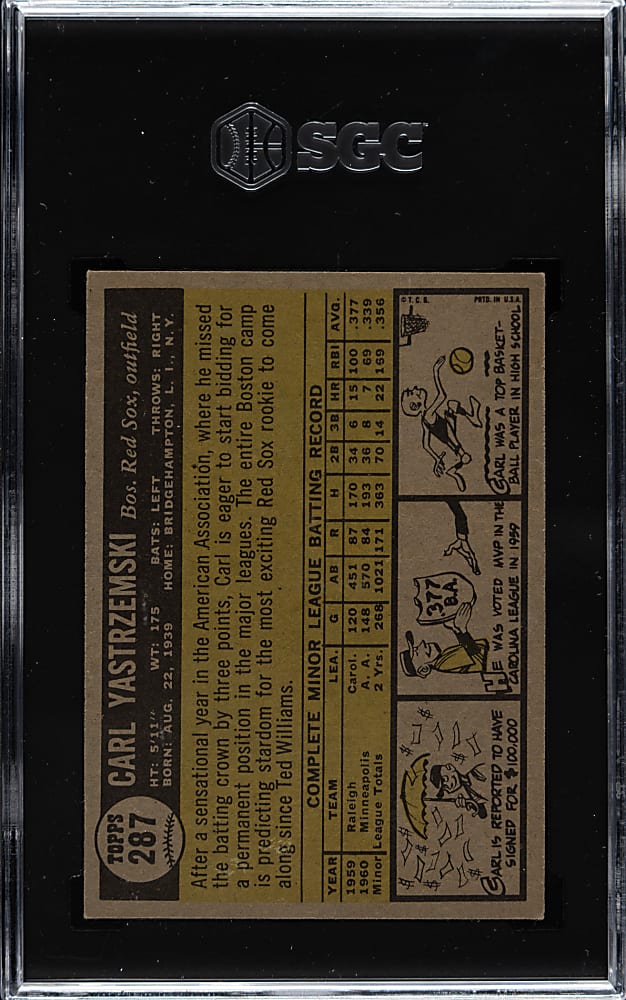 SGC
TOPPS
287
CARL YASTRZEMSKI Bos. Red Sox, outfield
HT: 5'11" WT: 175 BATS: LEFT THROWS: RIGHT
BORN: AUG. 22, 1939 HOME: BRIDGEHAMPTON, L. I., N.Y.
After a sensational year in the American Association, where he missed
the batting crown by three points, Carl is eager to start bidding for
a permanent position in the major leagues. The entire Boston camp
is predicting stardom for the most exciting Red Sox rookie to come
along since Ted Williams.
COMPLETE MINOR LEAGUE BATTING RECORD
YEAR TEAM LEA. G AB R H 2B 3B HR RBI AVG.
1959 Raleigh Carol. 120 451 87 170 34 6 15 100 .377
1960 Minneapolis A. A. 148 570 84 193 36 8 7 69 .339
Minor League Totals 2 Yrs. 268 1021 171 363 70 14 22 169 .356
CARL IS REPORTED TO HAVE
SIGNED FOR $100,000
.377
B.A.
HE WAS VOTED MVP IN THE
CAROLINA LEAGUE IN 1959
© T. C. G. PRTD. IN U.S.A.
CARL WAS A TOP BASKET-
BALL PLAYER IN HIGH SCHOOL